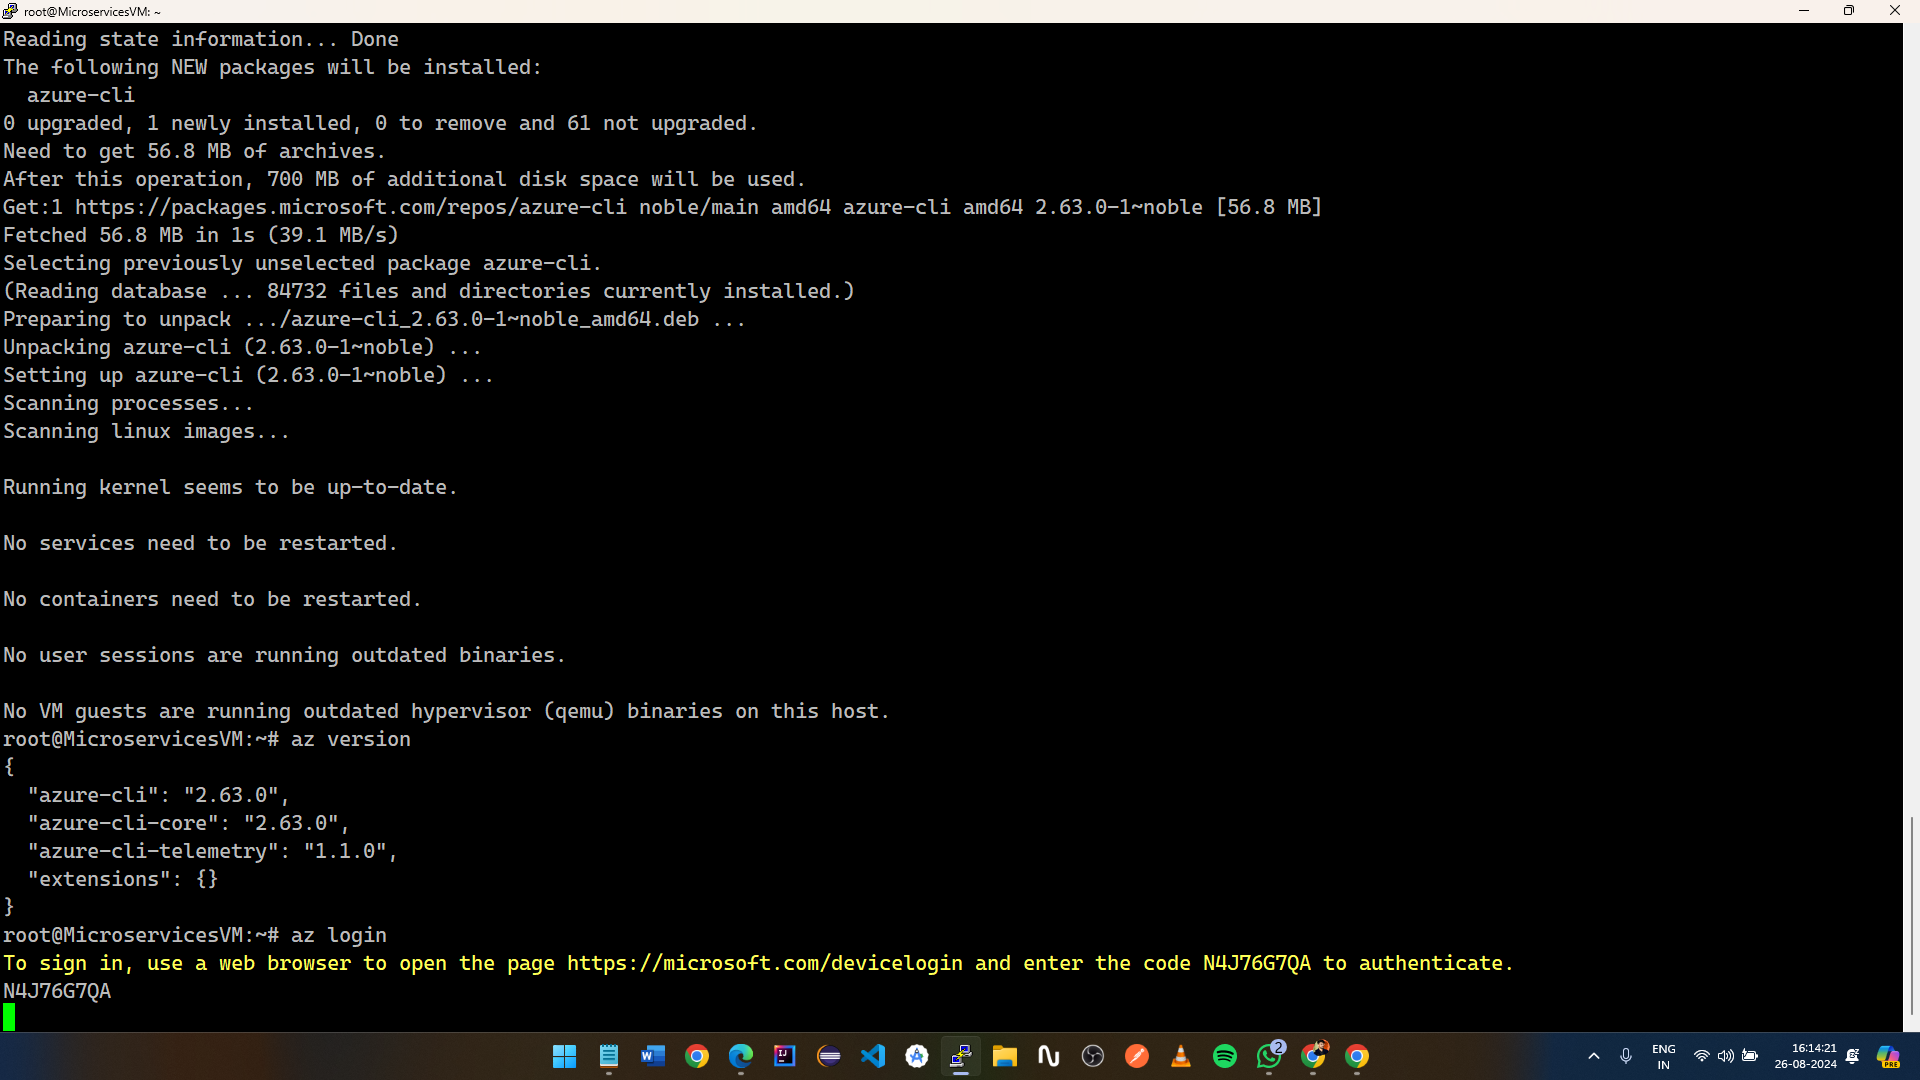 root@MicroservicesVM: ~
Reading state information... Done
The following NEW packages will be installed:
  azure-cli
0 upgraded, 1 newly installed, 0 to remove and 61 not upgraded.
Need to get 56.8 MB of archives.
After this operation, 700 MB of additional disk space will be used.
Get:1 https://packages.microsoft.com/repos/azure-cli noble/main amd64 azure-cli amd64 2.63.0-1~noble [56.8 MB]
Fetched 56.8 MB in 1s (39.1 MB/s)
Selecting previously unselected package azure-cli.
(Reading database ... 84732 files and directories currently installed.)
Preparing to unpack .../azure-cli_2.63.0-1~noble_amd64.deb ...
Unpacking azure-cli (2.63.0-1~noble) ...
Setting up azure-cli (2.63.0-1~noble) ...
Scanning processes...
Scanning linux images...
Running kernel seems to be up-to-date.
No services need to be restarted.
No containers need to be restarted.
No user sessions are running outdated binaries.
No VM guests are running outdated hypervisor (qemu) binaries on this host.
root@MicroservicesVM:~# az version
{
  "azure-cli": "2.63.0",
  "azure-cli-core": "2.63.0",
  "azure-cli-telemetry": "1.1.0",
  "extensions": {}
}
root@MicroservicesVM:~# az login
To sign in, use a web browser to open the page https://microsoft.com/devicelogin and enter the code N4J76G7QA to authenticate.
N4J76G7QA
2
ENG
IN
16:14:21
26-08-2024
PRE